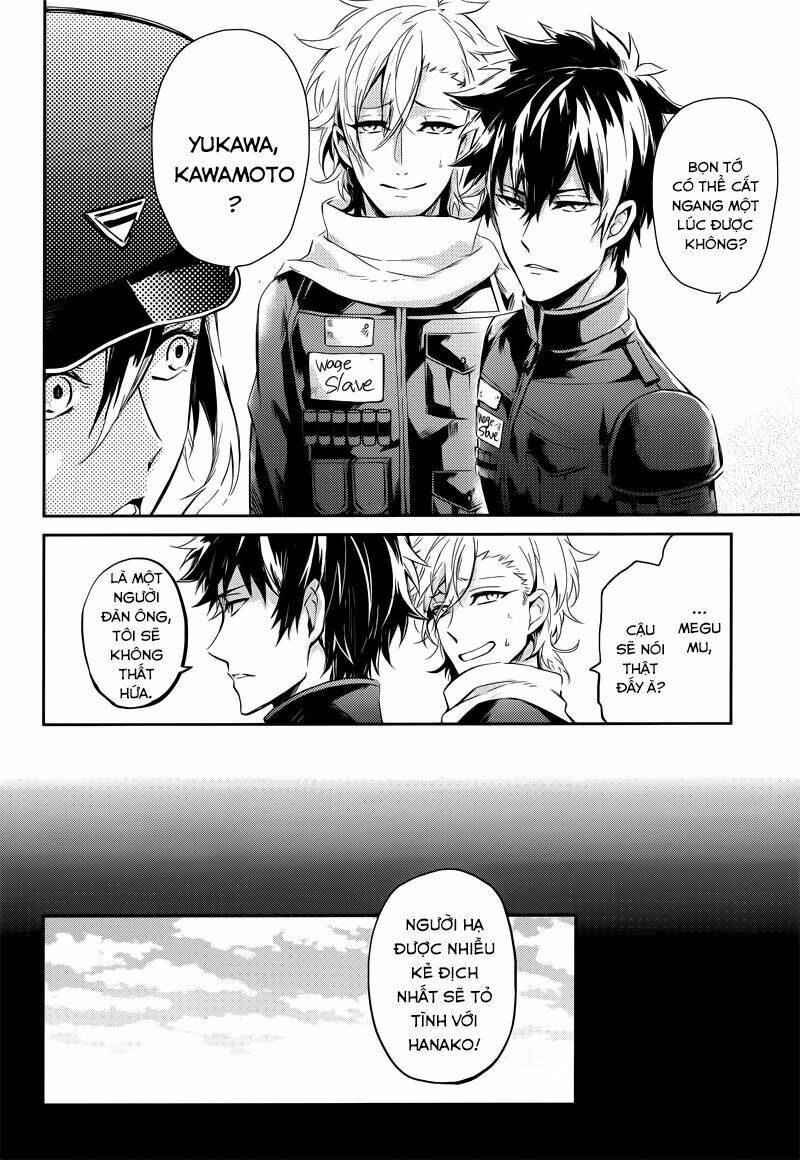 BỌN TỚ
CÓ THỂ CẮT
NGANG MỘT
LÚC ĐƯỢC
KHÔNG?
YUKAWA,
KAWAMOTO
?
Wage
Slave
Wage
Slave
...
MEGU
MU,
CẬU
SẼ NÓI
THẬT
ĐẤY À?
LÀ MỘT
NGƯỜI
ĐÀN ÔNG,
TÔI SẼ
KHÔNG
THẤT
HỨA.
NGƯỜI HẠ
ĐƯỢC NHIỀU
KẺ ĐỊCH
NHẤT SẼ TỎ
TÌNH VỚI
HANAKO!